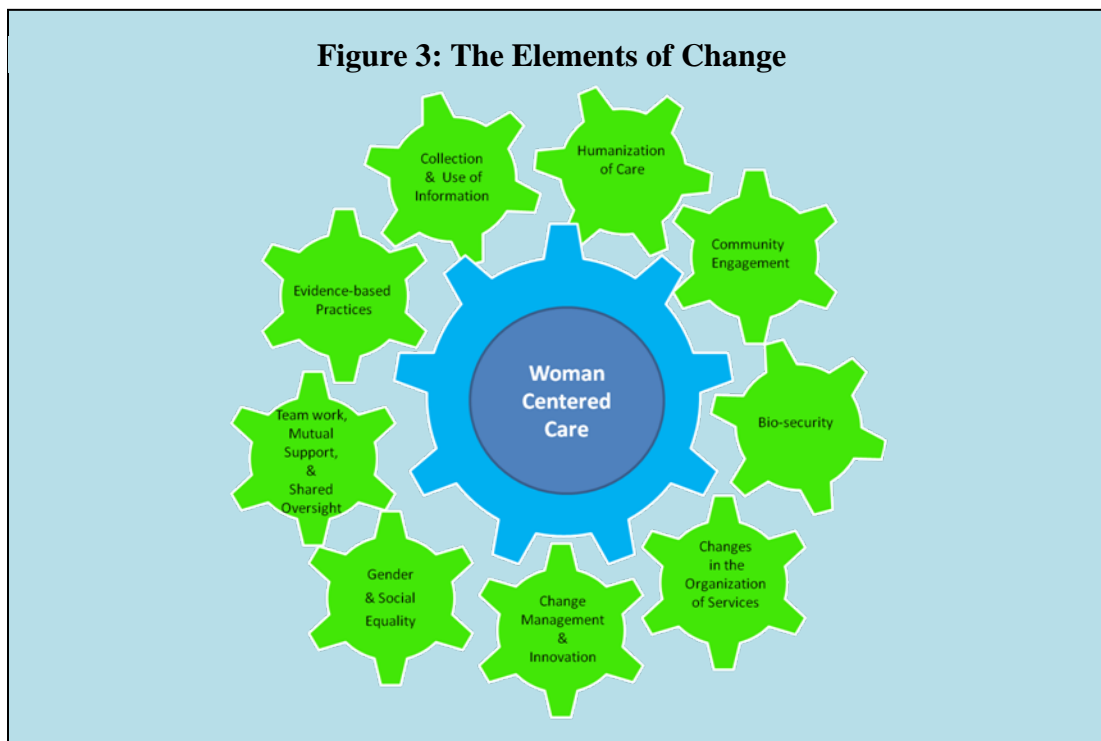 Figure 3: The Elements of Change
Collection
& Use of
Information
Humanization
of Care
Community
Engagement
Evidence-based
Practices
Woman
Centered
Care
Bio-security
Team work,
Mutual
Support,
&
Shared
Oversight
Changes
in the
Organization
of Services
Gender
& Social
Equality
Change
Management
&
Innovation